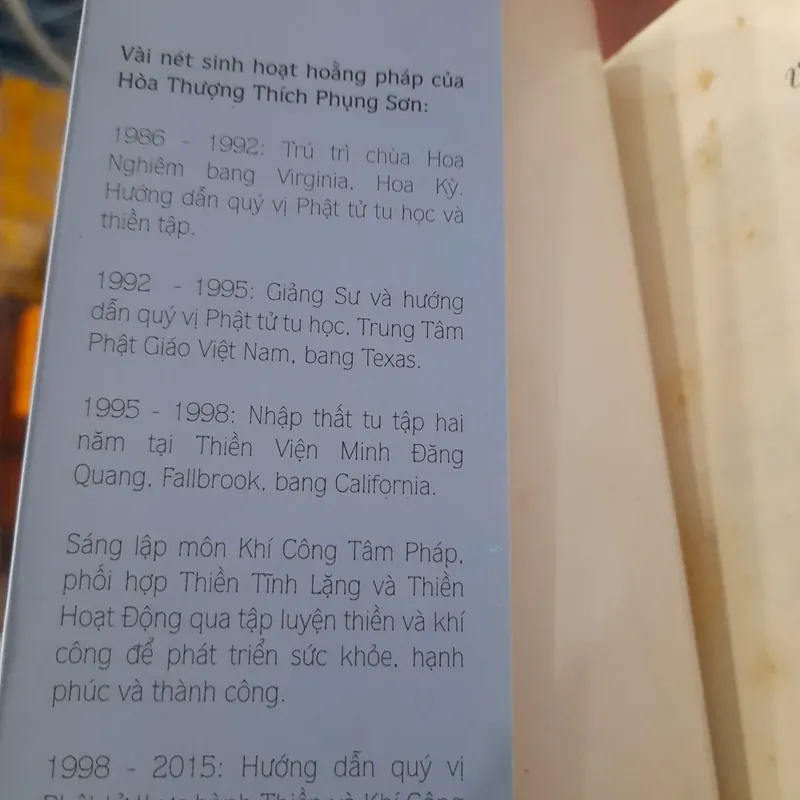 Vài nét sinh hoạt hoằng pháp của
Hòa Thượng Thích Phụng Sơn:
1986 - 1992: Trú trì chùa Hoa
Nghiêm bang Virginia, Hoa Kỳ.
Hướng dẫn quý vị Phật tử tu học và
thiền tập.
1992 - 1995: Giảng Sư và hướng
dẫn quý vị Phật tử tu học, Trung Tâm
Phật Giáo Việt Nam, bang Texas.
1995 - 1998: Nhập thất tu tập hai
năm tại Thiền Viện Minh Đăng
Quang, Fallbrook, bang California.
Sáng lập môn Khí Công Tâm Pháp,
phối hợp Thiền Tĩnh Lặng và Thiền
Hoạt Động qua tập luyện thiền và khí
công để phát triển sức khỏe, hạnh
phúc và thành công.
1998 - 2015: Hướng dẫn quý vị